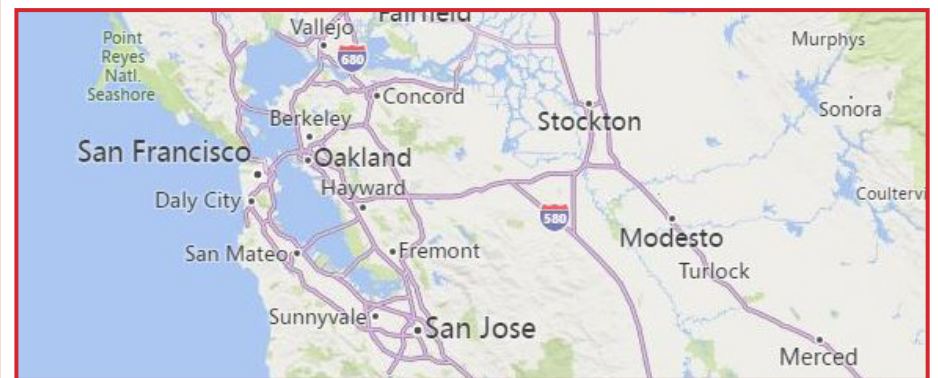 Fairfield
Vallejo
Point
Reyes
Natl.
Seashore
680
Murphys
Concord
Sonora
Berkeley
Stockton
San Francisco
Oakland
Hayward
Daly City
Coultervi
580
Modesto
San Mateo
Fremont
Turlock
Sunnyvale
San Jose
Merced